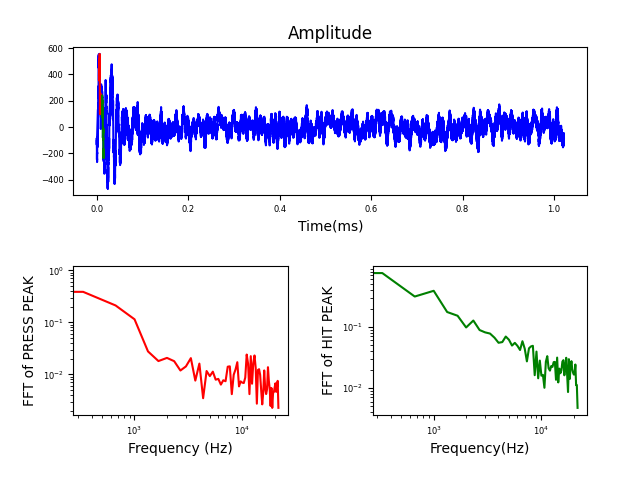 Amplitude
600
400
200
0
−200
−400
0.0 0.2 0.4 0.6 0.8 1.0
Time(ms)
FFT of PRESS PEAK
10⁰
10⁻¹
10⁻²
10³ 10⁴
Frequency (Hz)
FFT of HIT PEAK
10⁻¹
10⁻²
10³ 10⁴
Frequency(Hz)